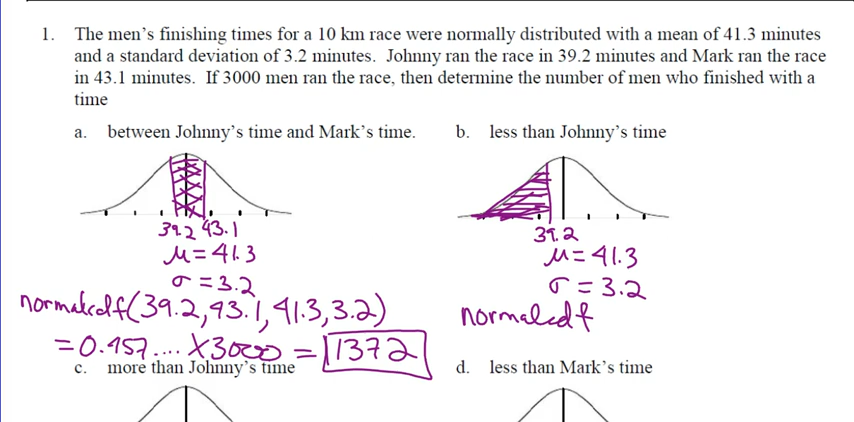 1. The men's finishing times for a 10 km race were normally distributed with a mean of 41.3 minutes
and a standard deviation of 3.2 minutes. Johnny ran the race in 39.2 minutes and Mark ran the race
in 43.1 minutes. If 3000 men ran the race, then determine the number of men who finished with a
time
a. between Johnny's time and Mark's time.
b. less than Johnny's time
39.2 43.1
μ = 41.3
σ = 3.2
normalcdf(39.2, 43.1, 41.3, 3.2)
= 0.457.... × 3000 = 1372
39.2
μ = 41.3
σ = 3.2
normalcdf
c. more than Johnny's time
d. less than Mark's time